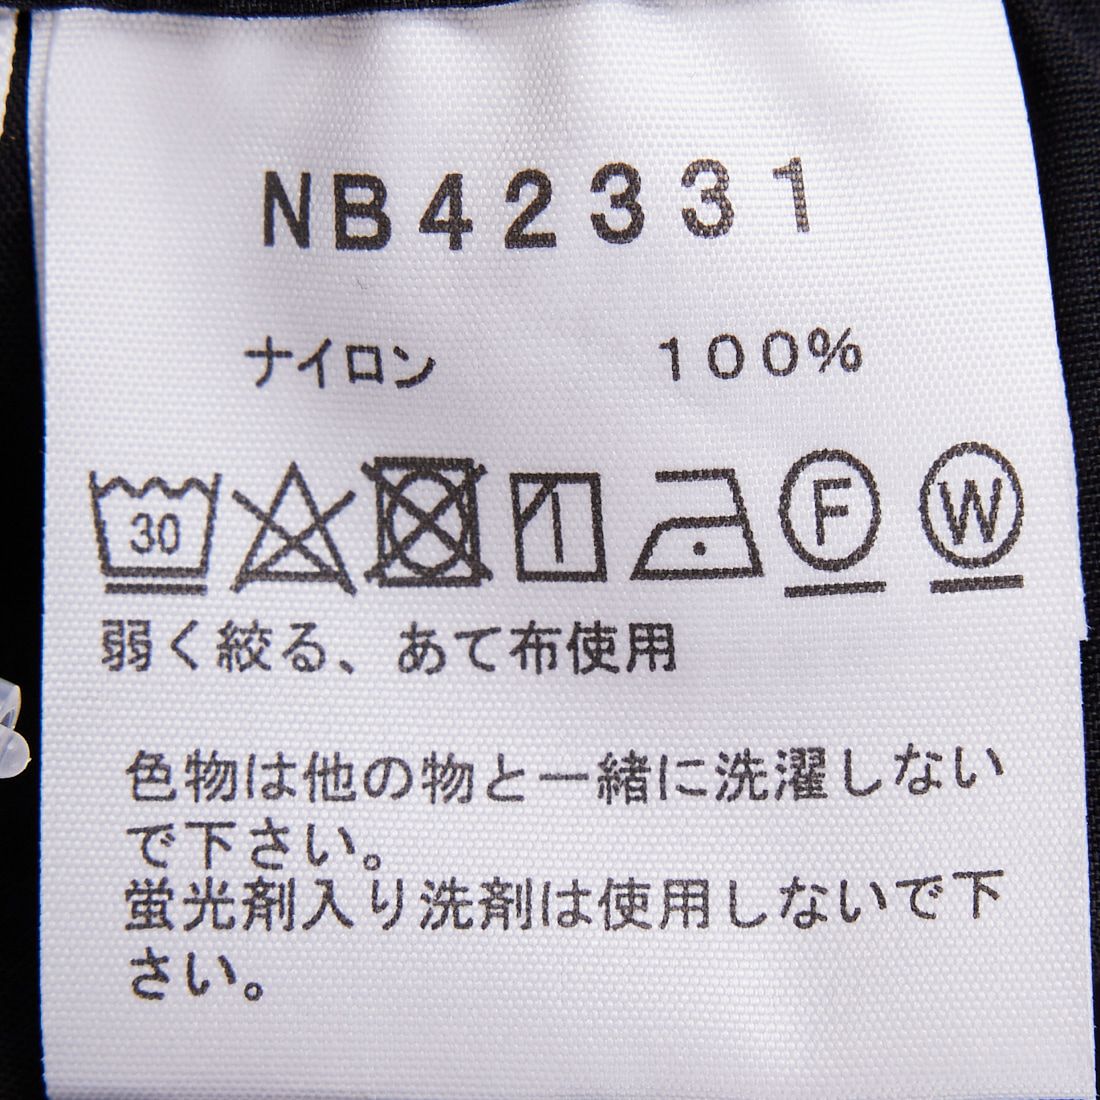 NB42331
ナイロン 100%
30 F W
弱く絞る、あて布使用
色物は他の物と一緒に洗濯しない
で下さい。
蛍光剤入り洗剤は使用しないで下
さい。